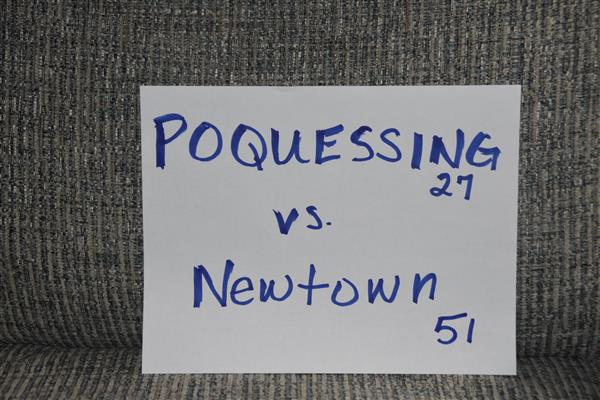 POQUESSING
27
vs.
Newtown
51